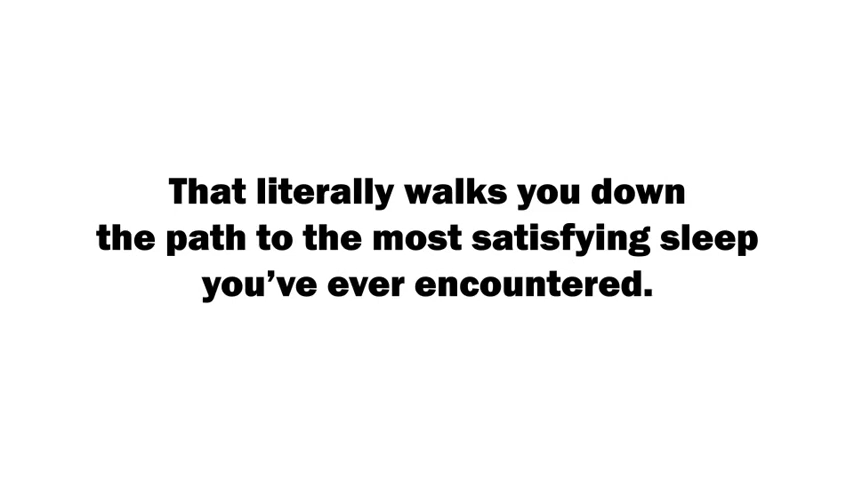 That literally walks you down
the path to the most satisfying sleep
you’ve ever encountered.